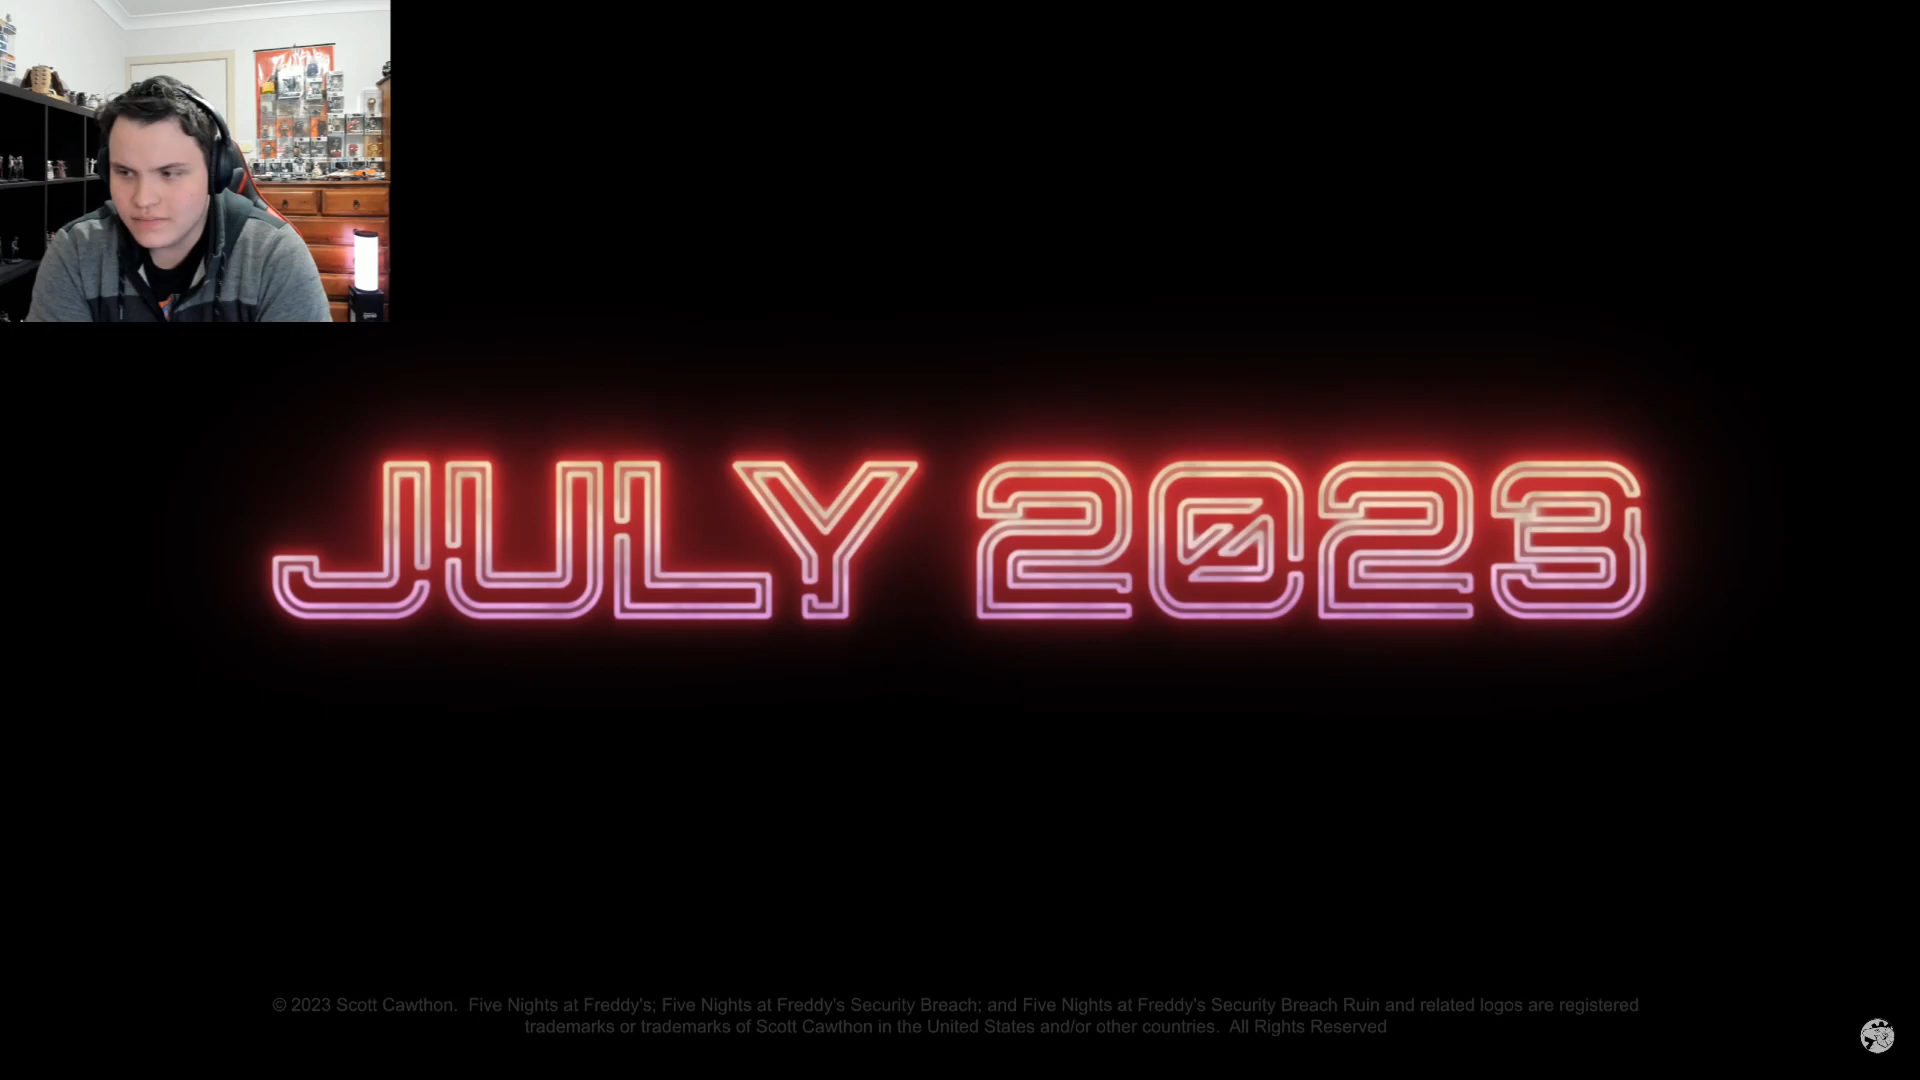 JULY 2023
© 2023 Scott Cawthon. Five Nights at Freddy's; Five Nights at Freddy's Security Breach; and Five Nights at Freddy's Security Breach Ruin and related logos are registered
trademarks or trademarks of Scott Cawthon in the United States and/or other countries. All Rights Reserved